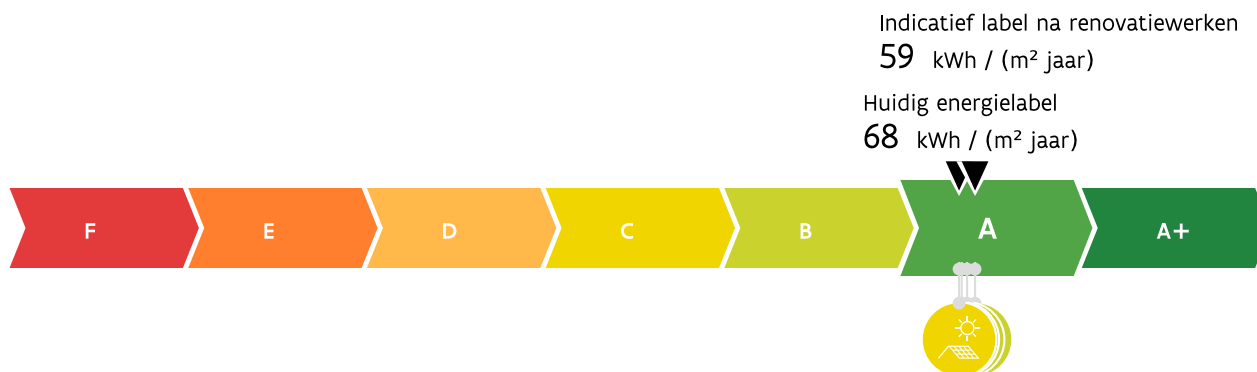 Indicatief label na renovatiewerken
59 kWh / (m² jaar)
Huidig energielabel
68 kWh / (m² jaar)
F E D C B A A+